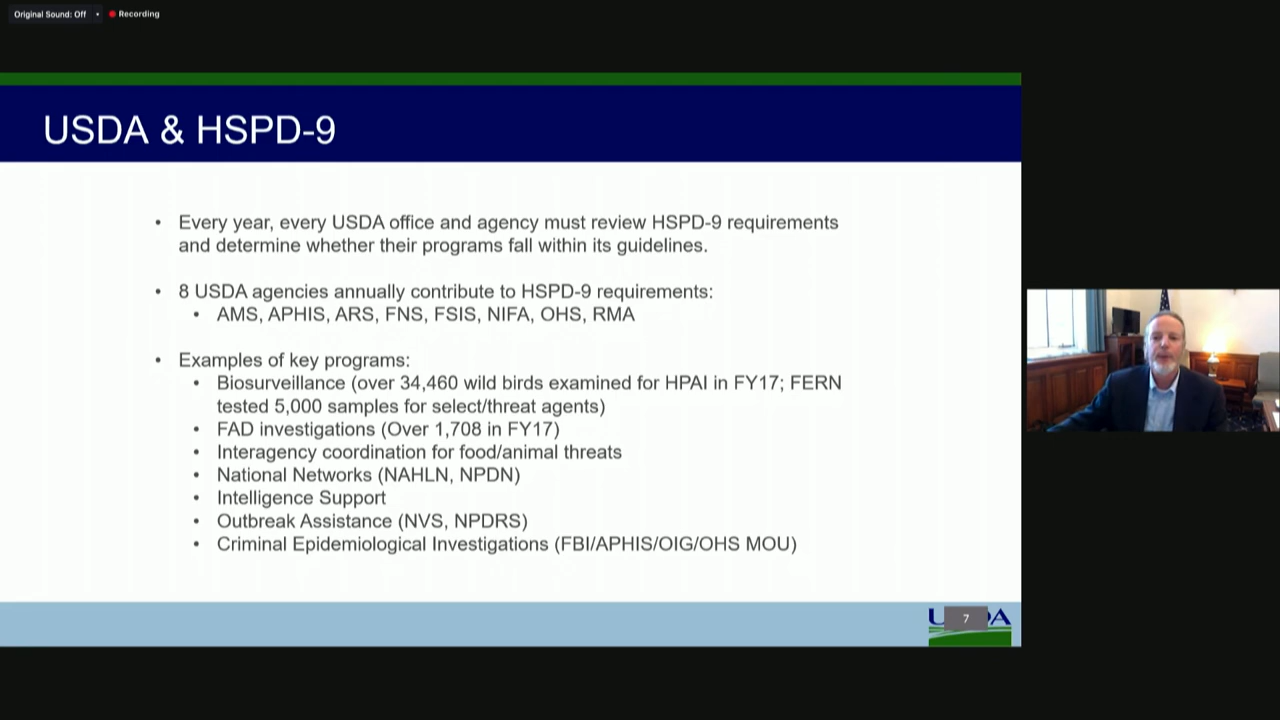 Original Sound: Off
Recording
USDA & HSPD-9
• Every year, every USDA office and agency must review HSPD-9 requirements
and determine whether their programs fall within its guidelines.
• 8 USDA agencies annually contribute to HSPD-9 requirements:
• AMS, APHIS, ARS, FNS, FSIS, NIFA, OHS, RMA
• Examples of key programs:
• Biosurveillance (over 34,460 wild birds examined for HPAI in FY17; FERN
tested 5,000 samples for select/threat agents)
• FAD investigations (Over 1,708 in FY17)
• Interagency coordination for food/animal threats
• National Networks (NAHLN, NPDN)
• Intelligence Support
• Outbreak Assistance (NVS, NPDRS)
• Criminal Epidemiological Investigations (FBI/APHIS/OIG/OHS MOU)
7